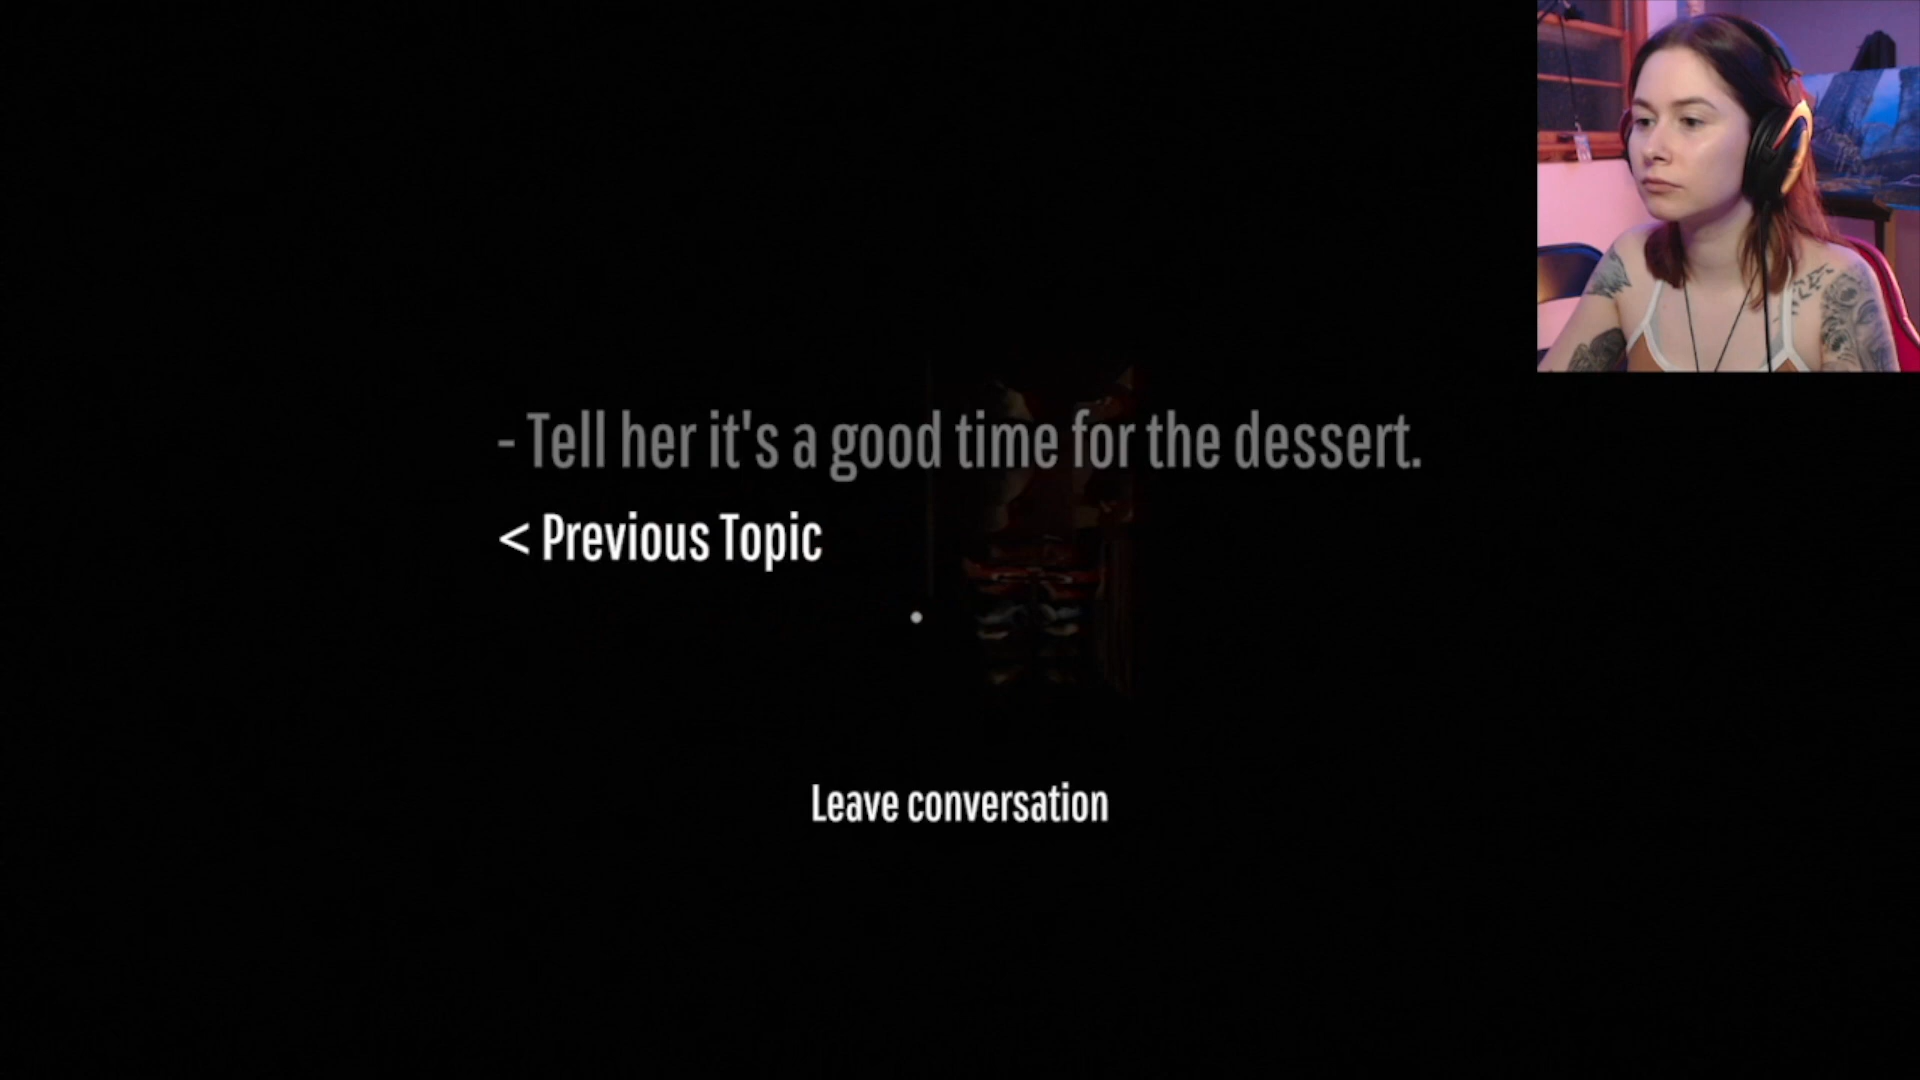 - Tell her it's a good time for the dessert.
< Previous Topic
Leave conversation